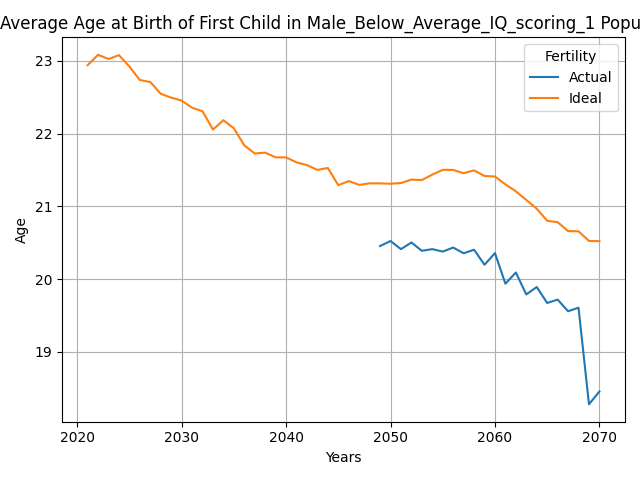 Average Age at Birth of First Child in Male_Below_Average_IQ_scoring_1 Popu
Fertility
Actual
Ideal
23
22
21
20
19
Age
2020 2030 2040 2050 2060 2070
Years